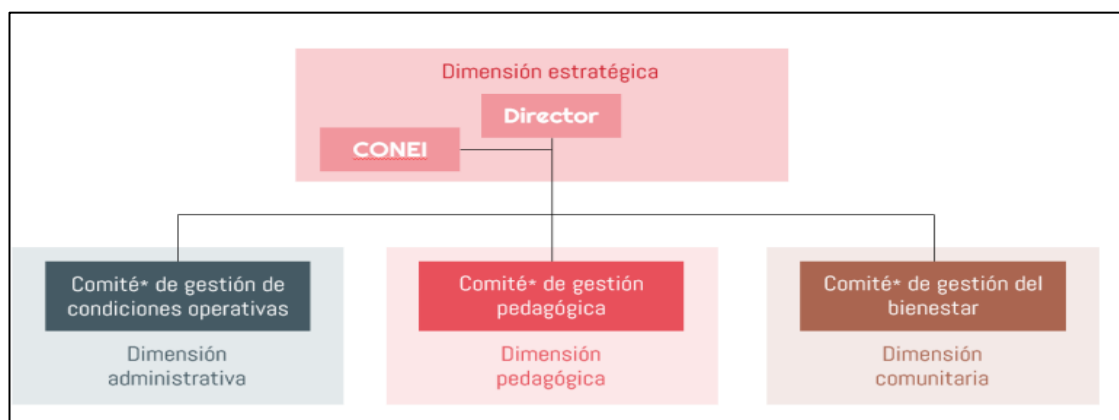 Dimensión estratégica
Director
CONEI
Comité* de gestión de
condiciones operativas
Dimensión
administrativa
Comité* de gestión
pedagógica
Dimensión
pedagógica
Comité* de gestión del
bienestar
Dimensión
comunitaria